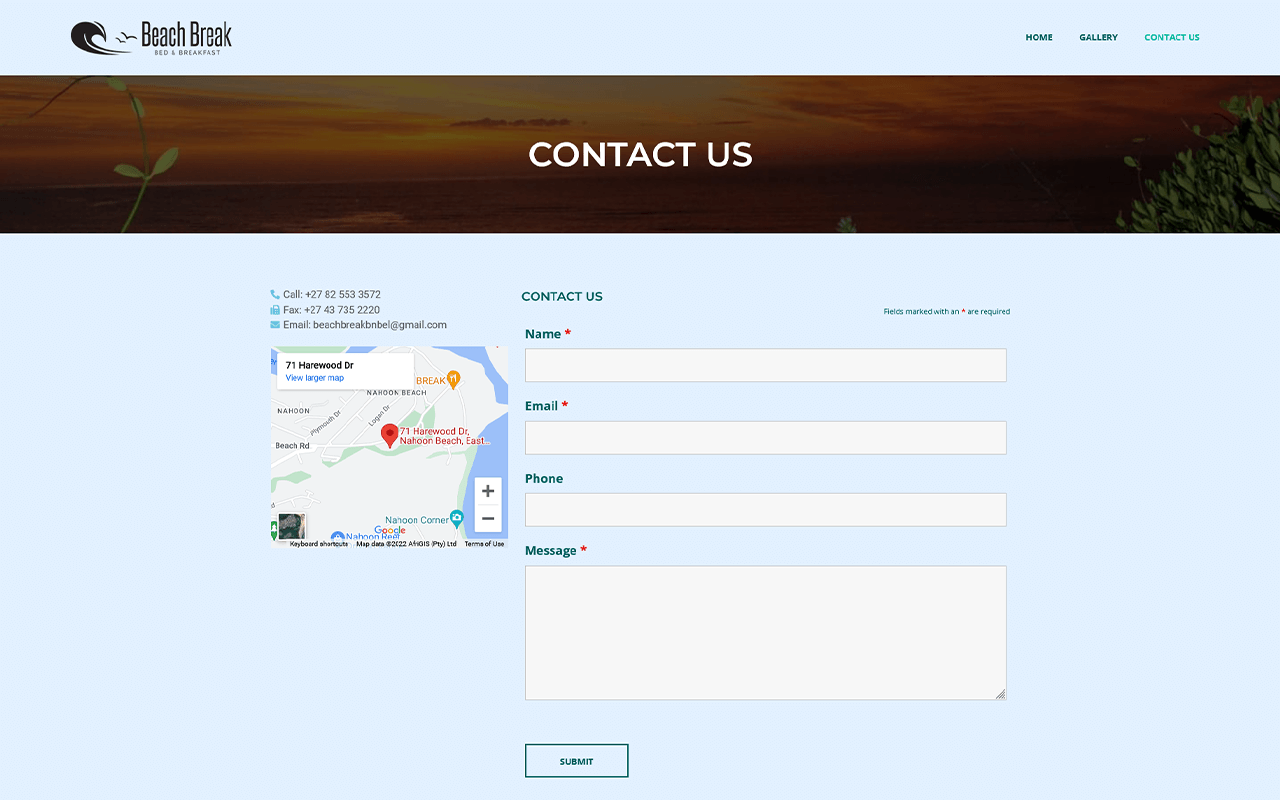 Beach Break
BED & BREAKFAST
HOME
GALLERY
CONTACT US
CONTACT US
Call: +27 82 553 3572
Fax: +27 43 735 2220
Email: beachbreakbnbel@gmail.com
71 Harewood Dr
View larger map
BREAK
NAHOON BEACH
NAHOON
Plymouth Dr
Logan Dr
Beach Rd
71 Harewood Dr,
Nahoon Beach, East...
Nahoon Corner
Google
Nahoon Reef
Keyboard shortcuts
Map data ©2022 AfriGIS (Pty) Ltd
Terms of Use
CONTACT US
Fields marked with an * are required
Name *
Email *
Phone
Message *
SUBMIT